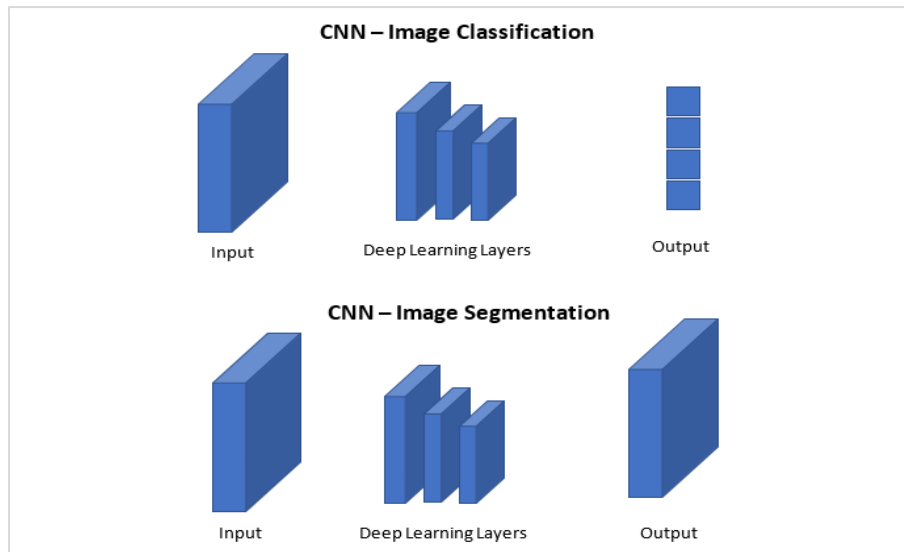 CNN – Image Classification
Input
Deep Learning Layers
Output
CNN – Image Segmentation
Input
Deep Learning Layers
Output